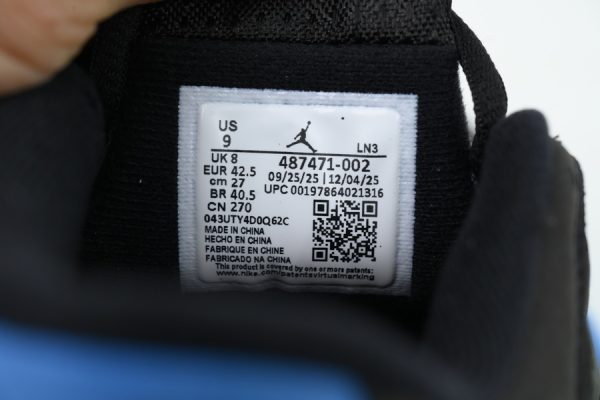 US
9
LN3
UK 8
487471-002
EUR 42.5
09/25/25 | 12/04/25
cm 27
UPC 00197864021316
BR 40.5
CN 270
043UTY4D0Q62C
MADE IN CHINA
HECHO EN CHINA
FABRIQUE EN CHINE
FABRICADO NA CHINA
This product is covered by one or more patents:
www.nike.com/patentsvirtualmarking